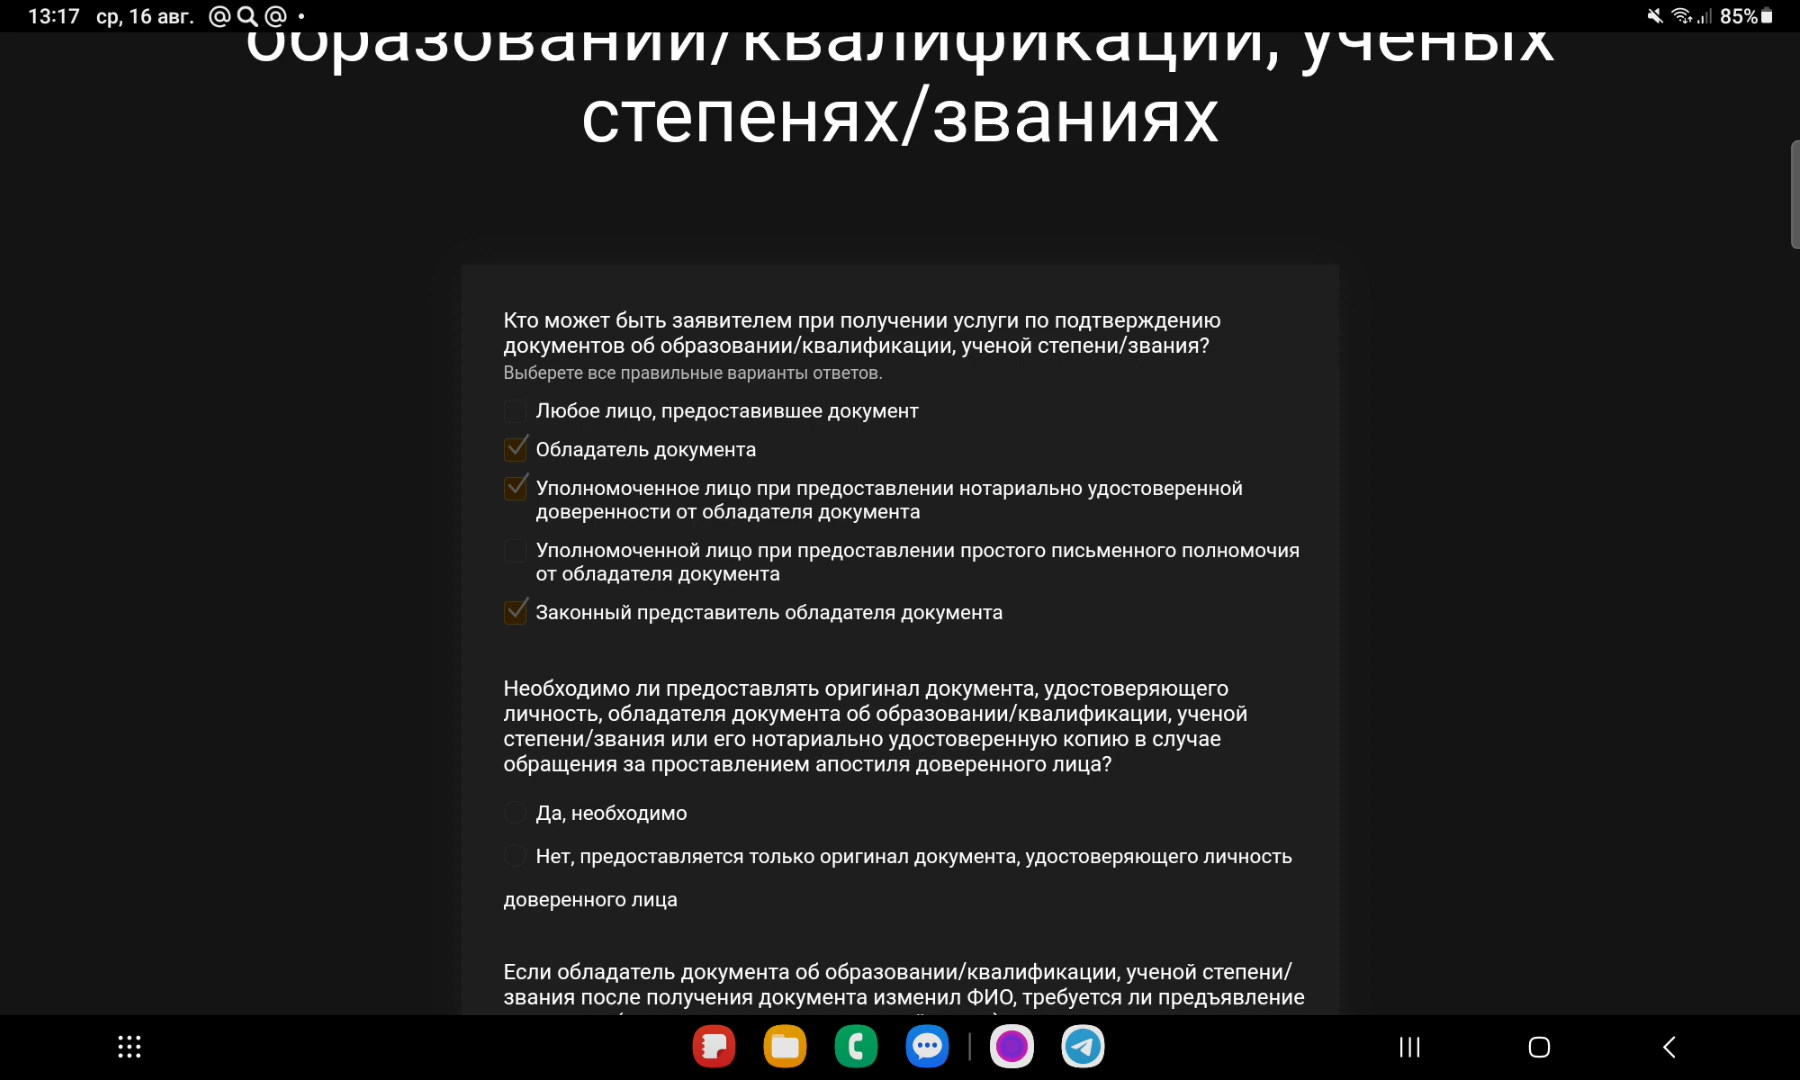 13:17 ср, 16 авг.
85%
образовании/квалификации, ученых
степенях/званиях
Кто может быть заявителем при получении услуги по подтверждению
документов об образовании/квалификации, ученой степени/звания?
Выберете все правильные варианты ответов.
Любое лицо, предоставившее документ
Обладатель документа
Уполномоченное лицо при предоставлении нотариально удостоверенной
доверенности от обладателя документа
Уполномоченной лицо при предоставлении простого письменного полномочия
от обладателя документа
Законный представитель обладателя документа
Необходимо ли предоставлять оригинал документа, удостоверяющего
личность, обладателя документа об образовании/квалификации, ученой
степени/звания или его нотариально удостоверенную копию в случае
обращения за проставлением апостиля доверенного лица?
Да, необходимо
Нет, предоставляется только оригинал документа, удостоверяющего личность
доверенного лица
Если обладатель документа об образовании/квалификации, ученой степени/
звания после получения документа изменил ФИО, требуется ли предъявление